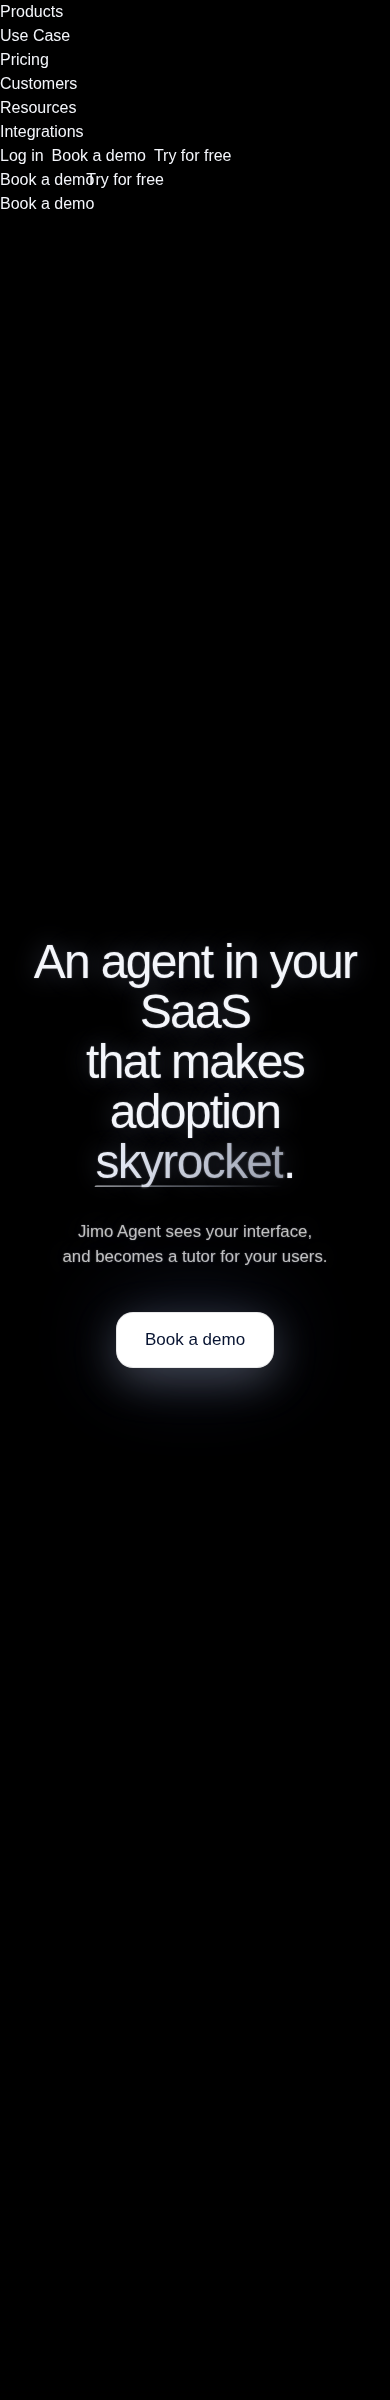 Products
Use Case
Pricing
Customers
Resources
Integrations
Log in Book a demo Try for free
Book a demo Try for free
Book a demo
An agent in your
SaaS
that makes
adoption
skyrocket.
Jimo Agent sees your interface,
and becomes a tutor for your users.
Book a demo